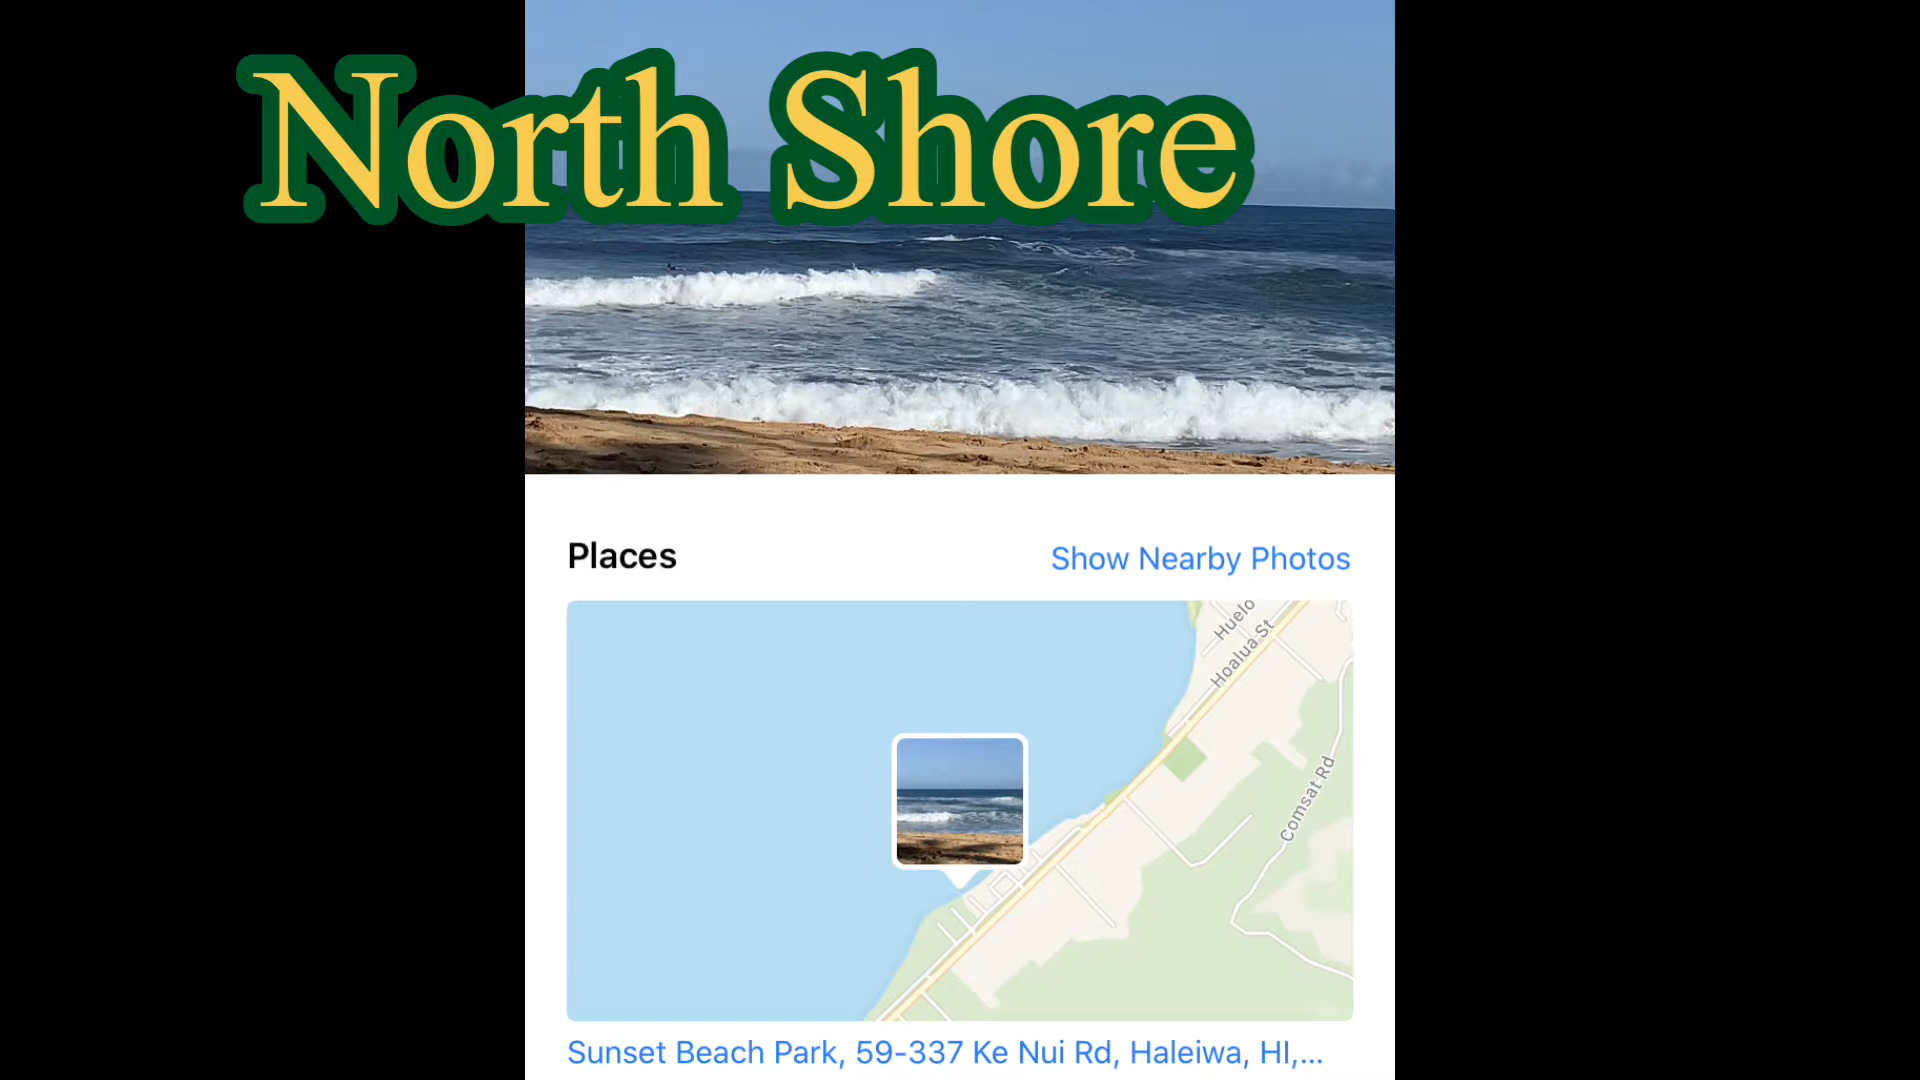 North Shore
Places
Show Nearby Photos
Huelo
Hoalua St
Comsat Rd
Sunset Beach Park, 59-337 Ke Nui Rd, Haleiwa, HI,...